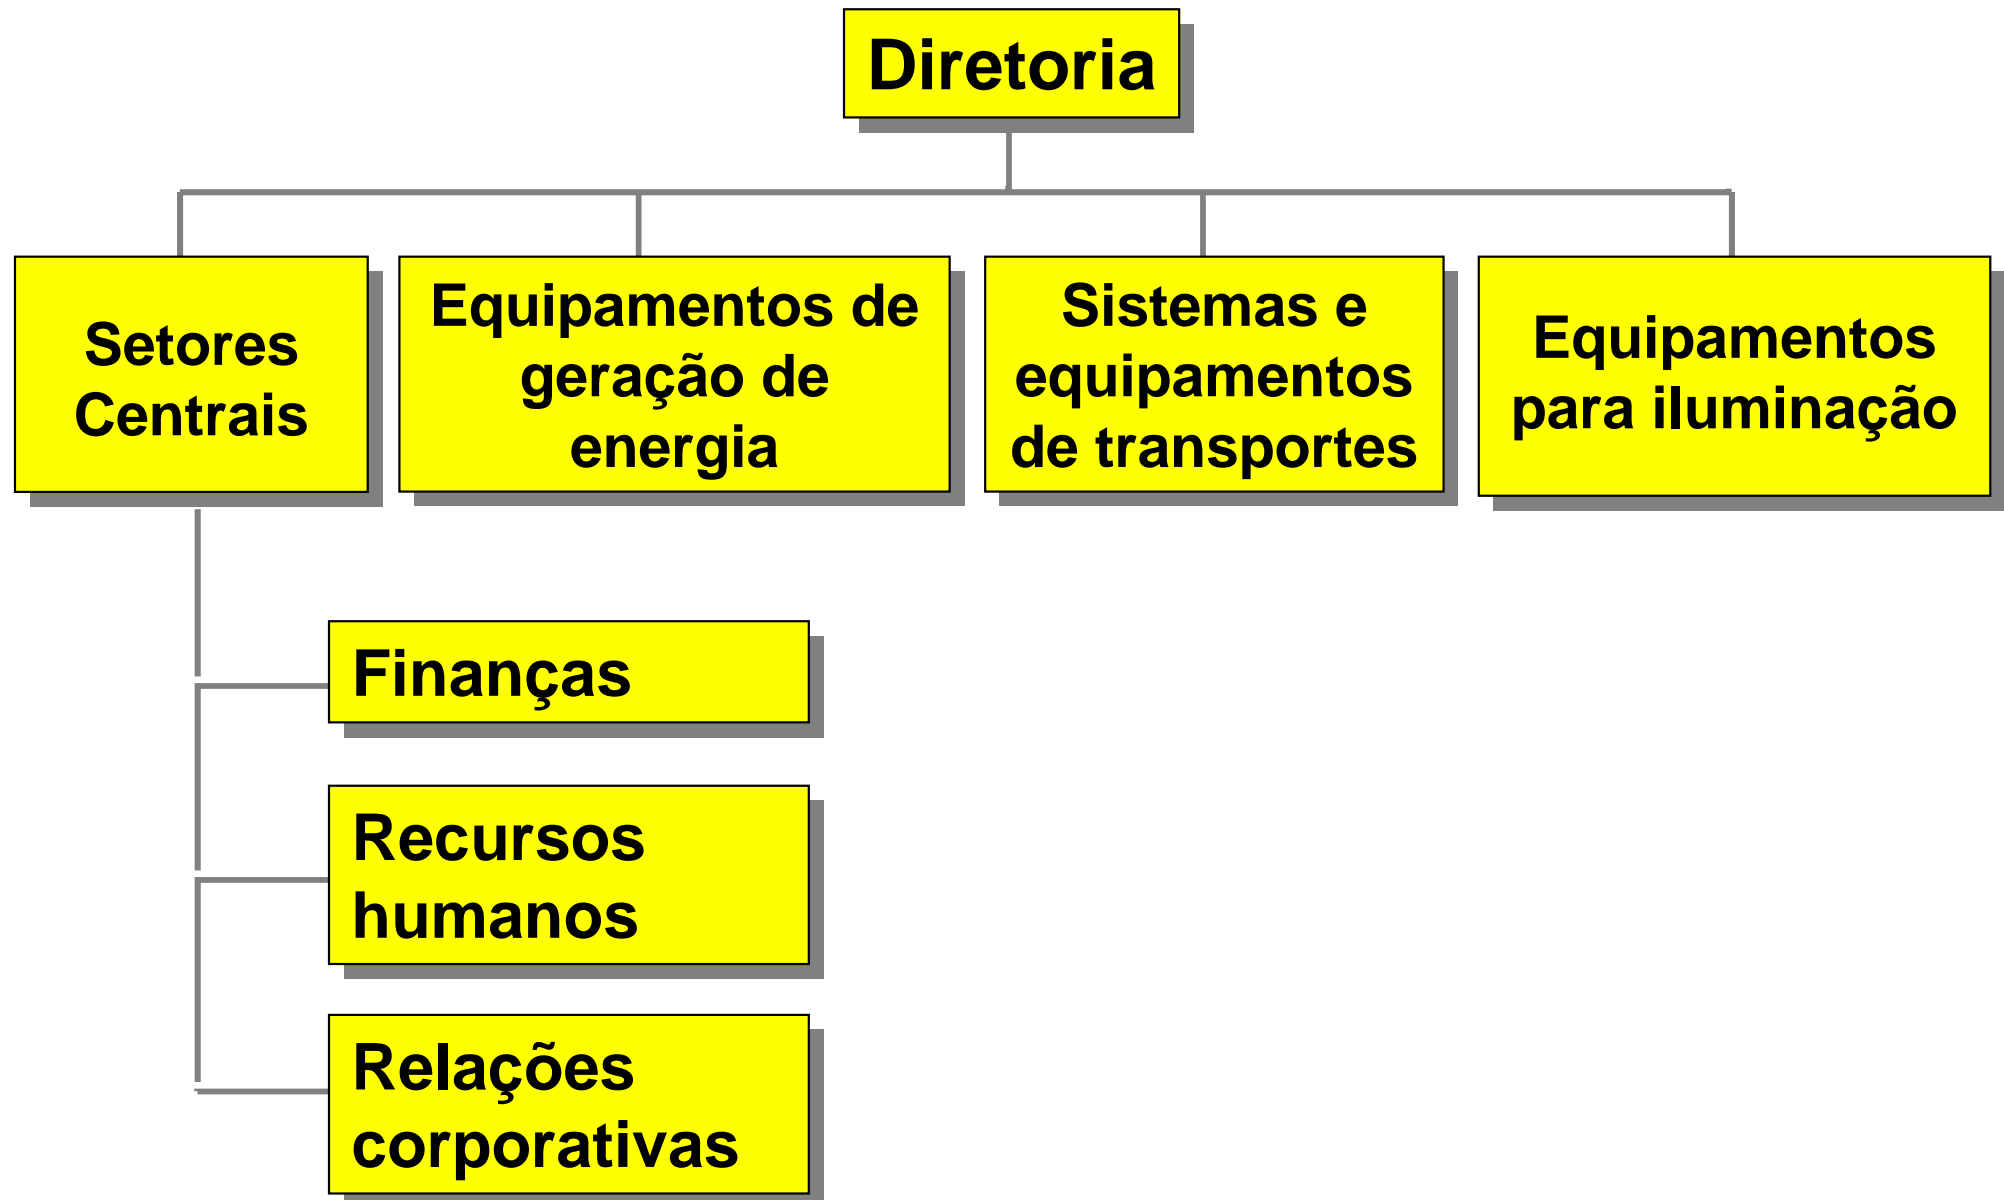 Diretoria
Setores
Centrais
Equipamentos de
geração de
energia
Sistemas e
equipamentos
de transportes
Equipamentos
para iluminação
Finanças
Recursos
humanos
Relações
corporativas